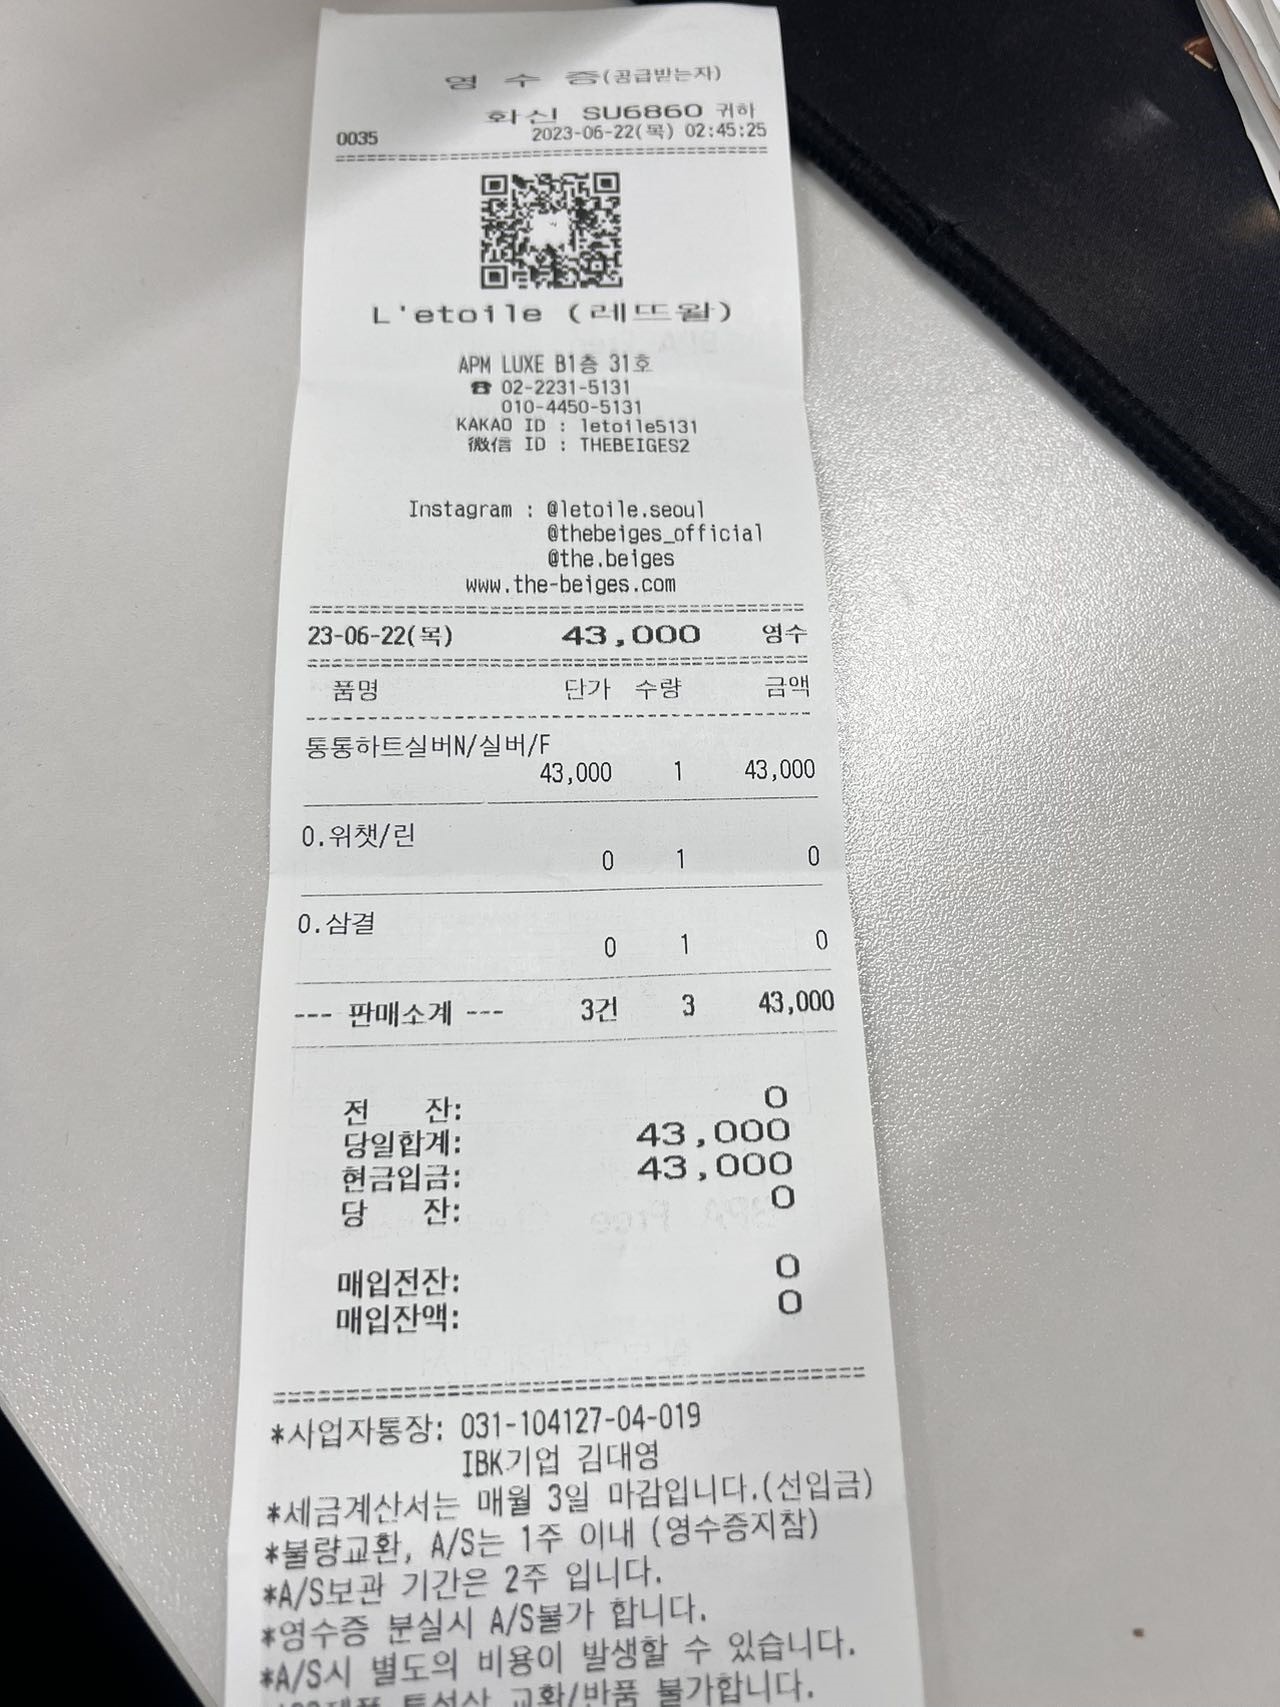 영 수 증(공급받는자)
화신 SU6860 귀하
0035 2023-06-22(목) 02:45:25
L'etoile (레뜨왈)
APM LUXE B1층 31호
☎ 02-2231-5131
010-4450-5131
KAKAO ID : letoile5131
微信 ID : THEBEIGES2
Instagram : @letoile.seoul
@thebeiges_official
@the.beiges
www.the-beiges.com
23-06-22(목) 43,000 영수
품명 단가 수량 금액
통통하트실버N/실버/F
43,000 1 43,000
0.위챗/린
0 1 0
0.삼결
0 1 0
--- 판매소계 --- 3건 3 43,000
전 잔: 0
당일합계: 43,000
현금입금: 43,000
당 잔: 0
매입전잔: 0
매입잔액: 0
*사업자통장: 031-104127-04-019
IBK기업 김대영
*세금계산서는 매월 3일 마감입니다.(선입금)
*불량교환, A/S는 1주 이내 (영수증지참)
*A/S보관 기간은 2주 입니다.
*영수증 분실시 A/S불가 합니다.
*A/S시 별도의 비용이 발생할 수 있습니다.
교환/반품 불가합니다.